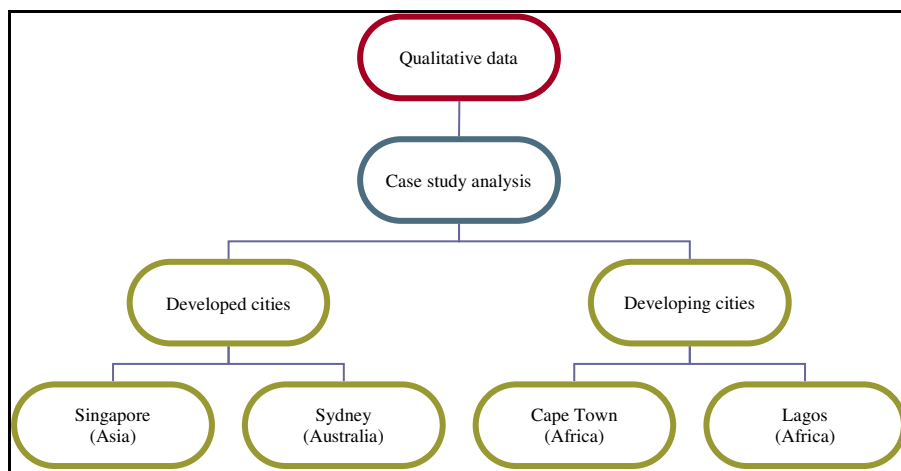 Qualitative data
Case study analysis
Developed cities
Developing cities
Singapore
(Asia)
Sydney
(Australia)
Cape Town
(Africa)
Lagos
(Africa)